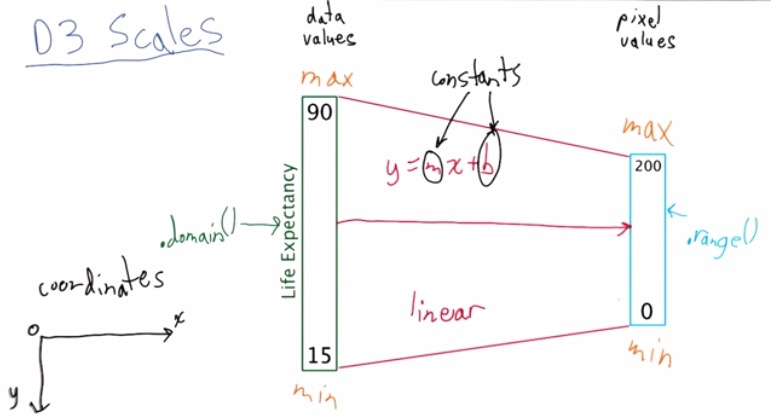 D3 Scales
data
values
pixel
values
max
constants
90
max
y = mx + b
200
Life Expectancy
.domain()
.range()
coordinates
linear
0
0
x
15
min
min
y